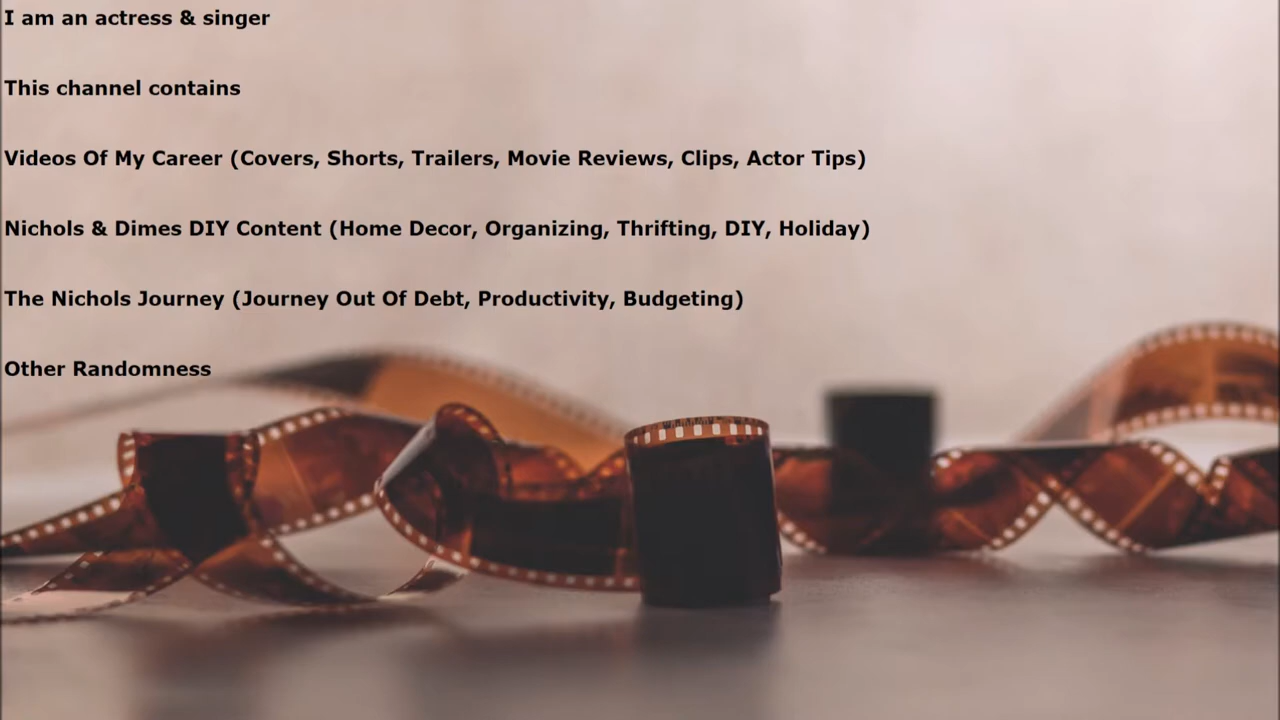 I am an actress & singer
This channel contains
Videos Of My Career (Covers, Shorts, Trailers, Movie Reviews, Clips, Actor Tips)
Nichols & Dimes DIY Content (Home Decor, Organizing, Thrifting, DIY, Holiday)
The Nichols Journey (Journey Out Of Debt, Productivity, Budgeting)
Other Randomness